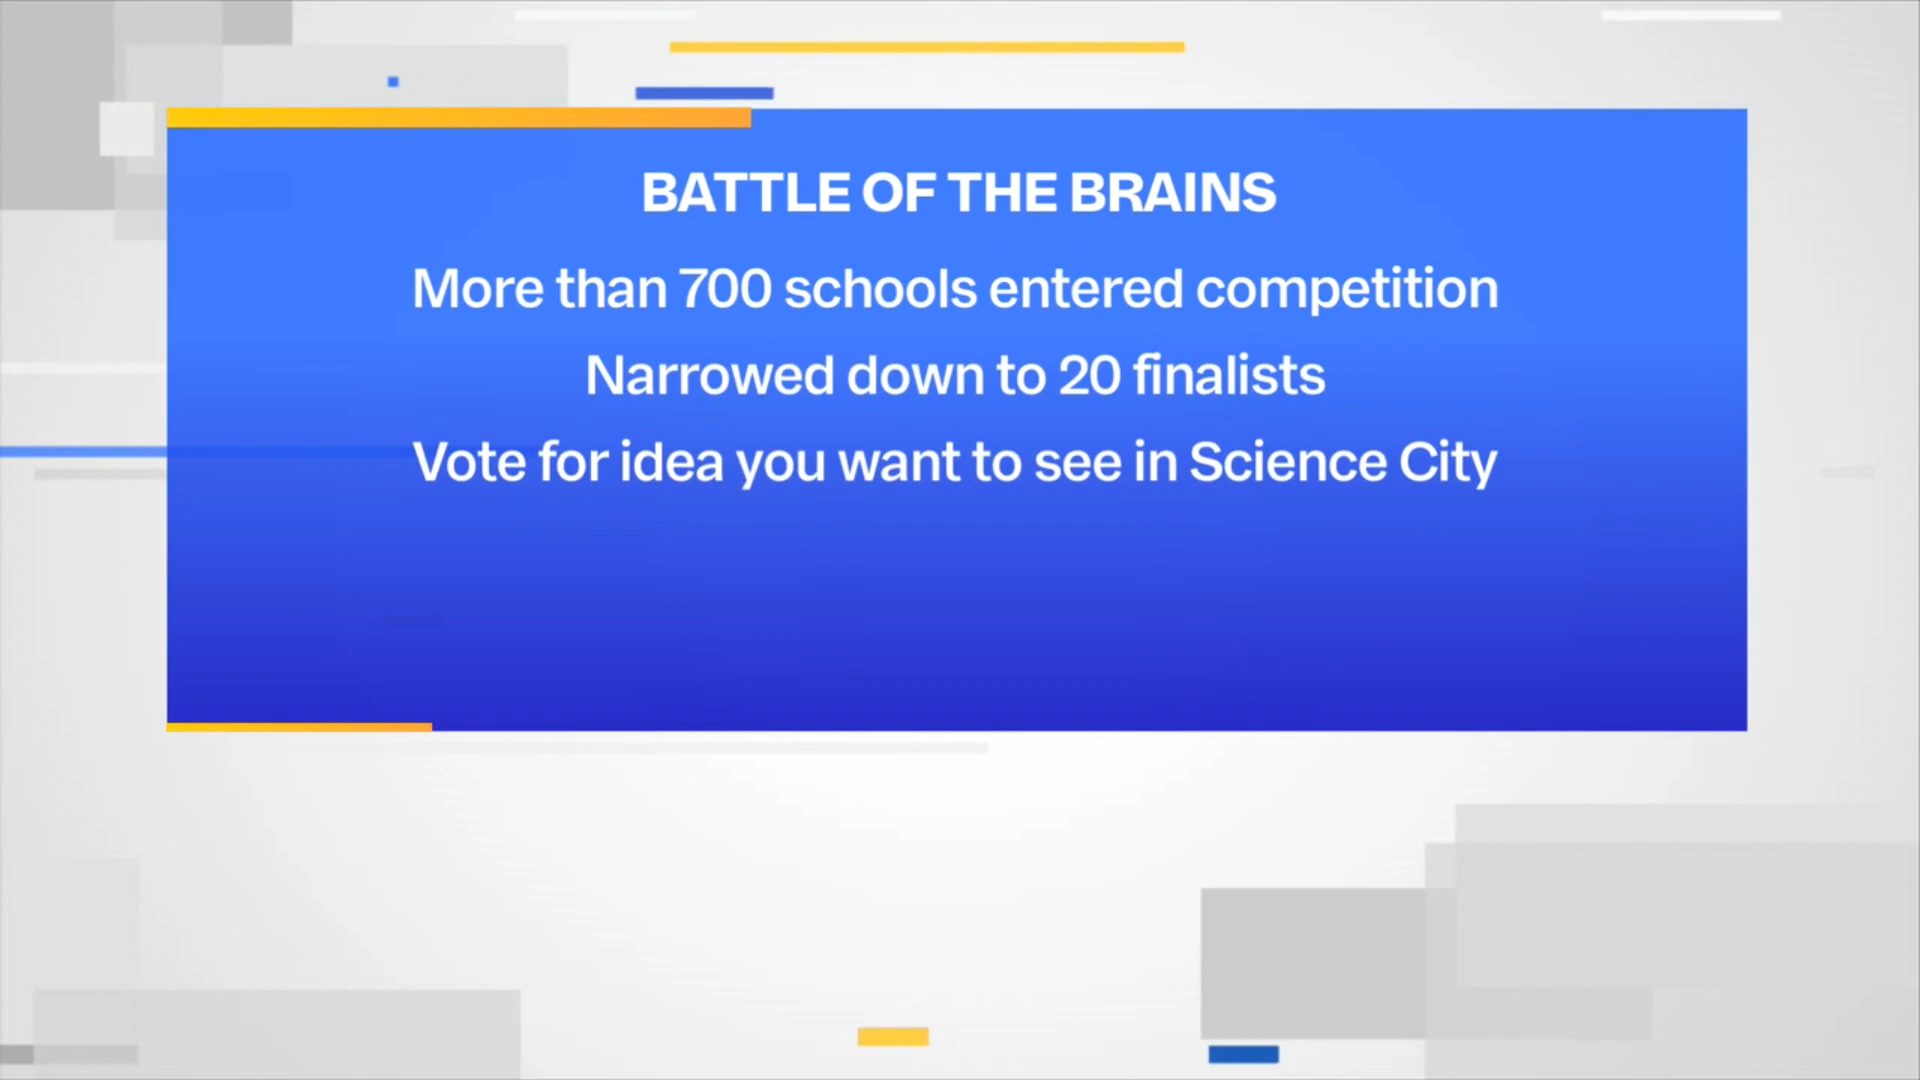 BATTLE OF THE BRAINS
More than 700 schools entered competition
Narrowed down to 20 finalists
Vote for idea you want to see in Science City